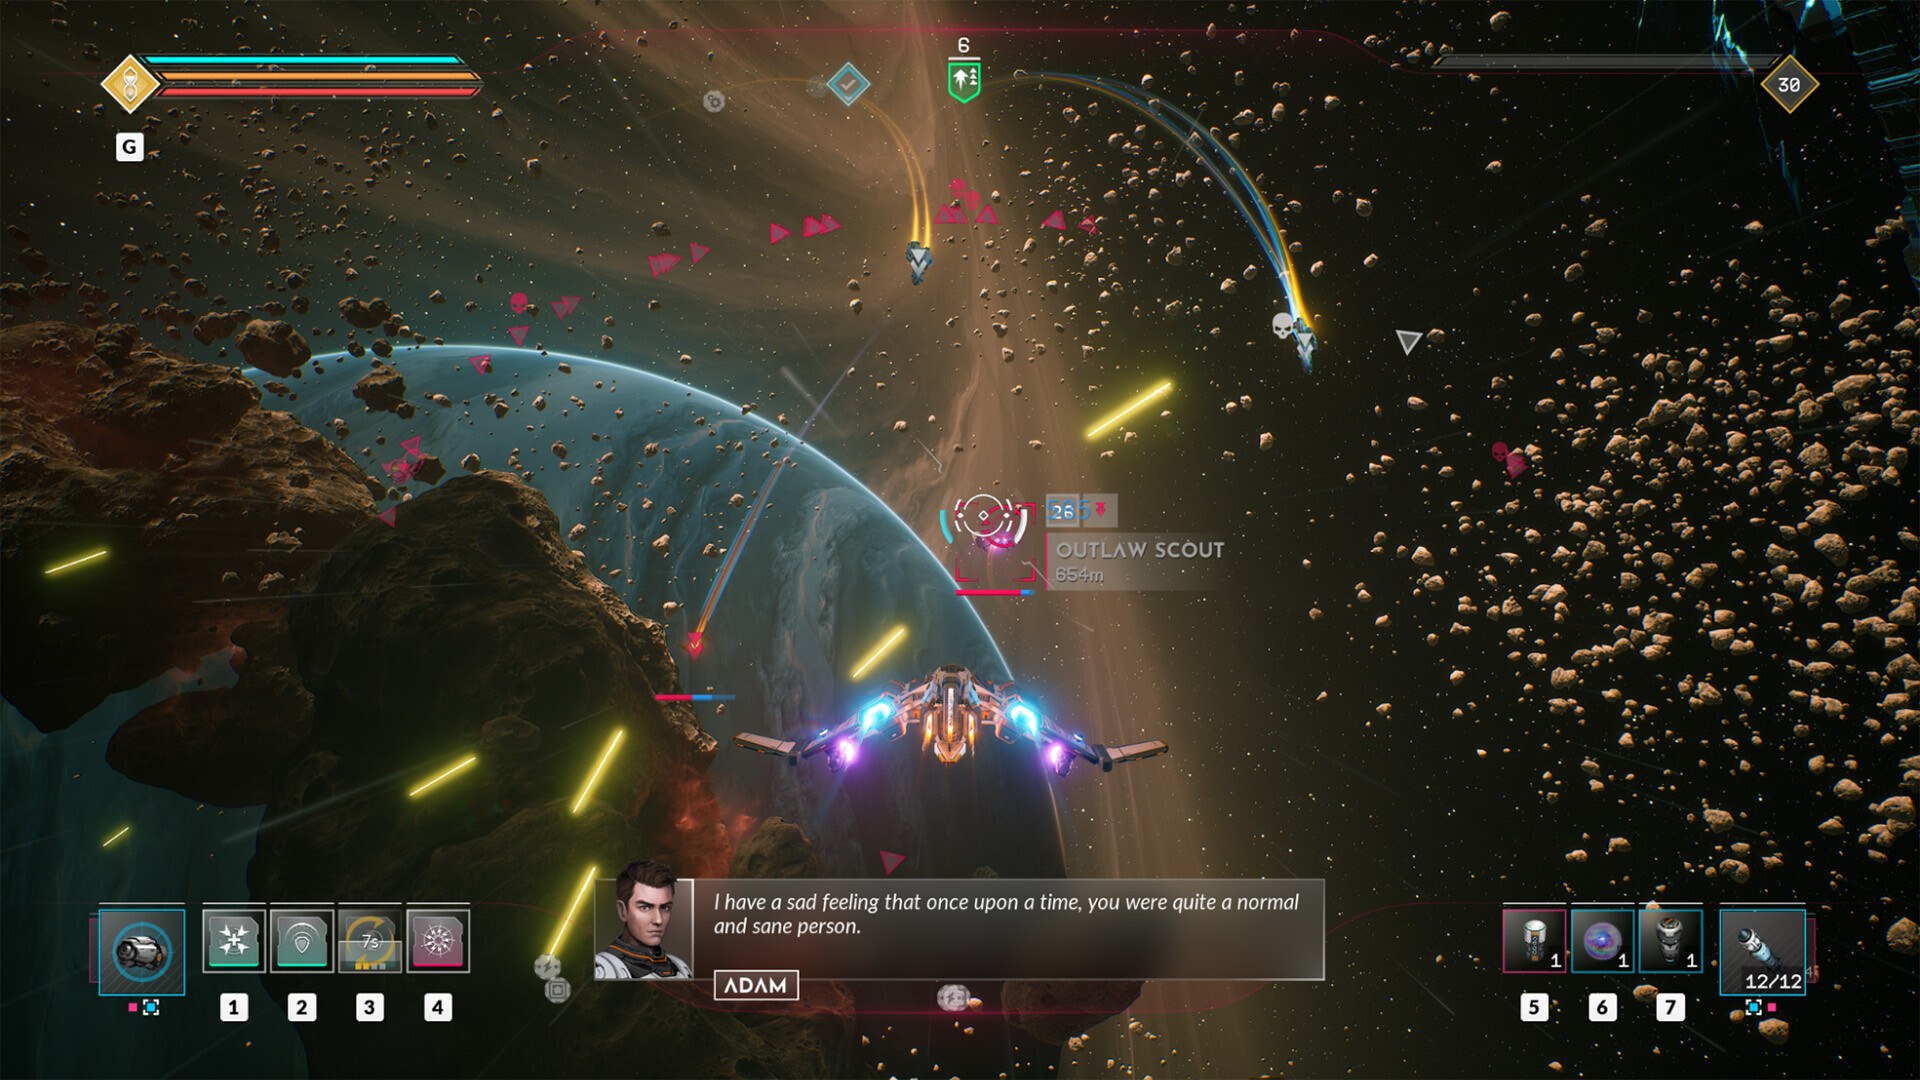 6
30
G
26
OUTLAW SCOUT
654m
I have a sad feeling that once upon a time, you were quite a normal
and sane person.
ADAM
7s
1
1
1
12/12
1
2
3
4
5
6
7